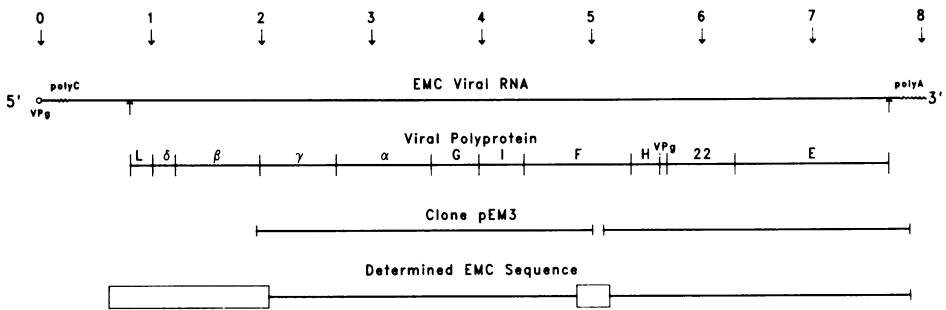 0 1 2 3 4 5 6 7 8
polyC EMC Viral RNA polyA
5' 3'
VPg
Viral Polyprotein
L δ β γ α G I F H VPg 22 E
Clone pEM3
Determined EMC Sequence